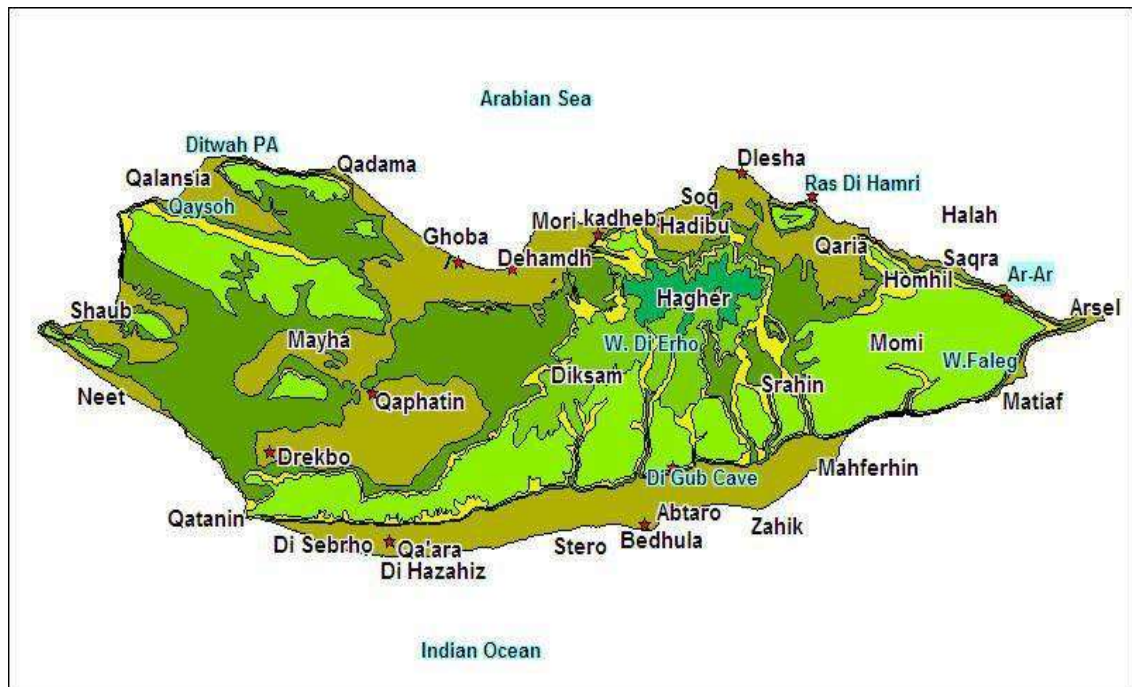 Arabian Sea
Ditwah PA
Qadama
Dlesha
Qalansia
Ras Di Hamri
Qaysoh
Soq
Halah
Mori
kadheb
Hadibu
Ghoba
Qaria
Dehamdh
Saqra
Homhil
Ar-Ar
Hagher
Shaub
Arsel
Mayha
W. Di Erho
Momi
W.Faleg
Diksam
Srahin
Neet
Qaphatin
Matiaf
Drekbo
Mahferhin
Di Gub Cave
Qatanin
Abtaro
Zahik
Di Sebrho
Qa'ara
Stero
Bedhula
Di Hazahiz
Indian Ocean